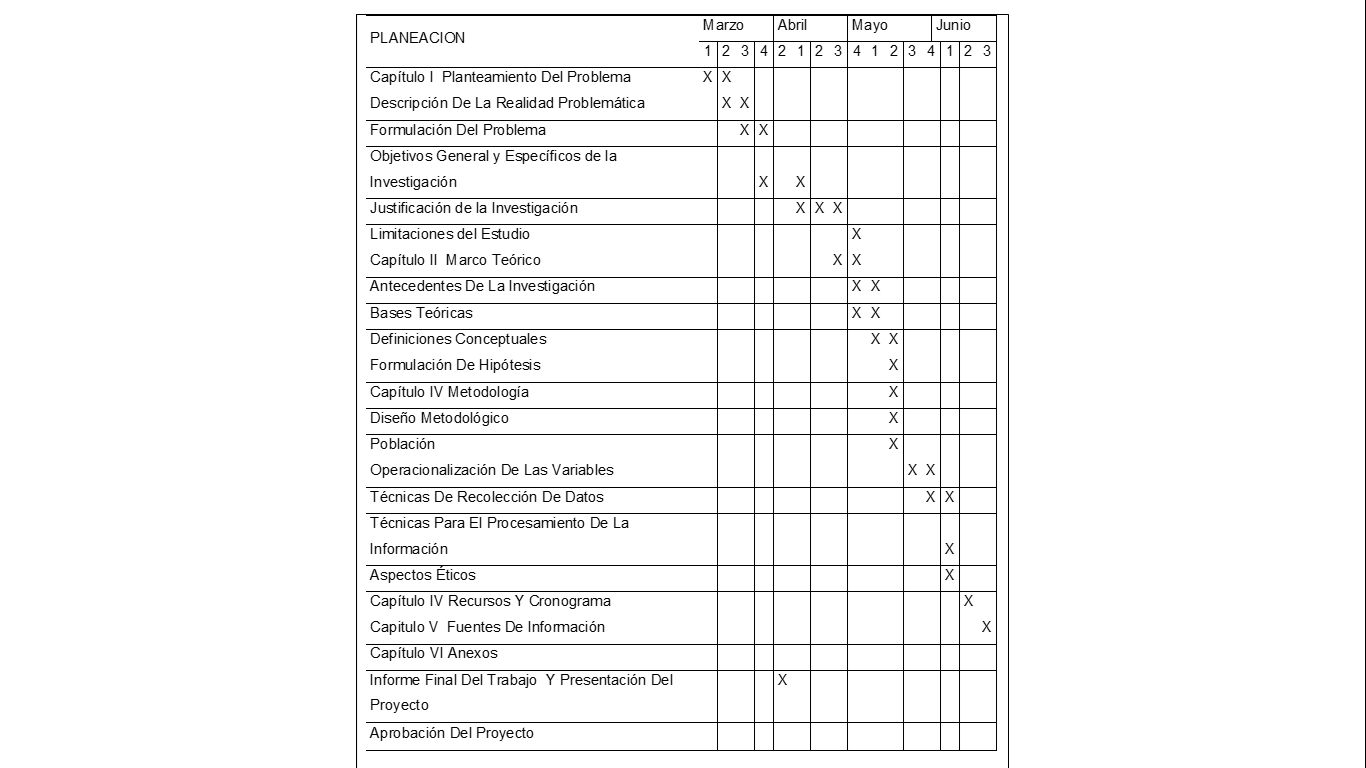 Marzo Abril Mayo Junio
PLANEACION
1 2 3 4 2 1 2 3 4 1 2 3 4 1 2 3
Capítulo I Planteamiento Del Problema X X
Descripción De La Realidad Problemática X X
Formulación Del Problema X X
Objetivos General y Específicos de la
Investigación X X
Justificación de la Investigación X X X
Limitaciones del Estudio X
Capítulo II Marco Teórico X X
Antecedentes De La Investigación X X
Bases Teóricas X X
Definiciones Conceptuales X X
Formulación De Hipótesis X
Capítulo IV Metodología X
Diseño Metodológico X
Población X
Operacionalización De Las Variables X X
Técnicas De Recolección De Datos X X
Técnicas Para El Procesamiento De La
Información X
Aspectos Éticos X
Capítulo IV Recursos Y Cronograma X
Capitulo V Fuentes De Información X
Capítulo VI Anexos
Informe Final Del Trabajo Y Presentación Del X
Proyecto
Aprobación Del Proyecto